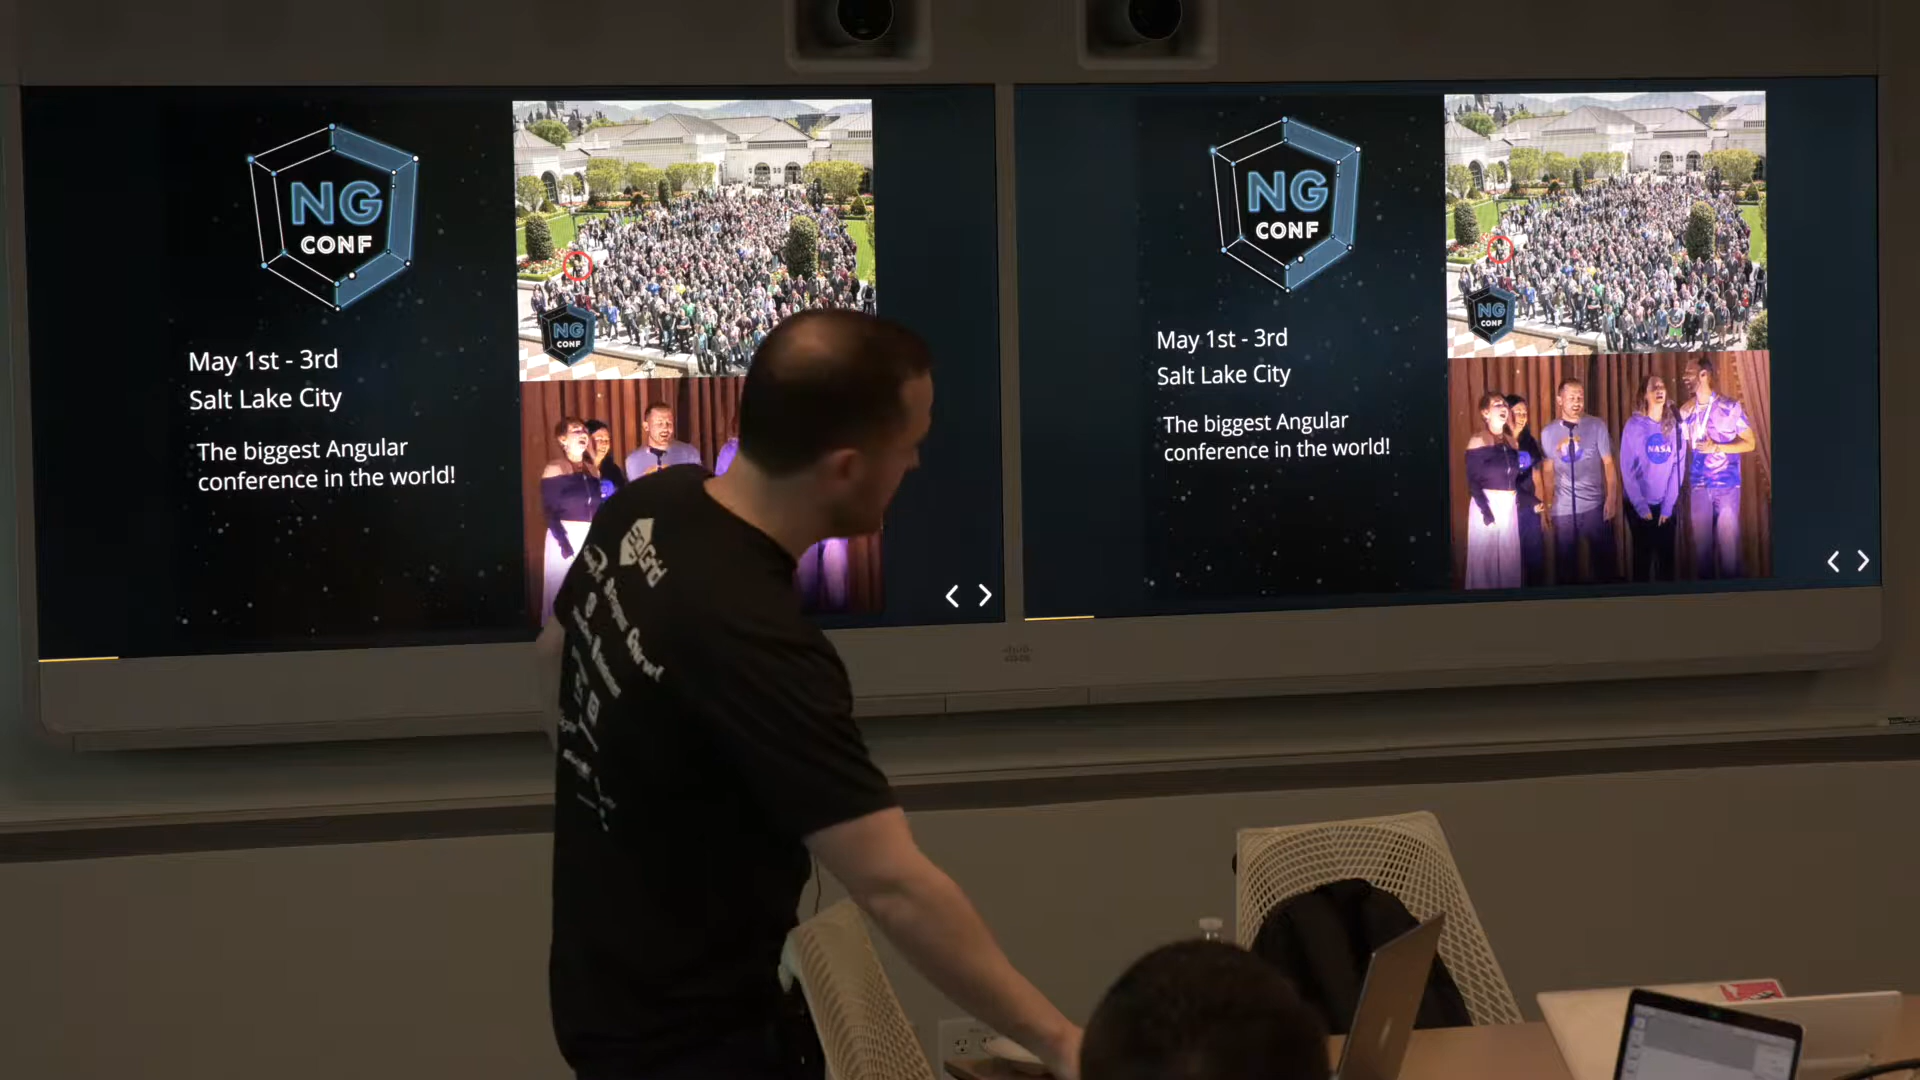 NG
CONF
May 1st - 3rd
Salt Lake City
The biggest Angular
conference in the world!
NG
CONF
NG
CONF
May 1st - 3rd
Salt Lake City
The biggest Angular
conference in the world!
NG
CONF
NASA
CISCO